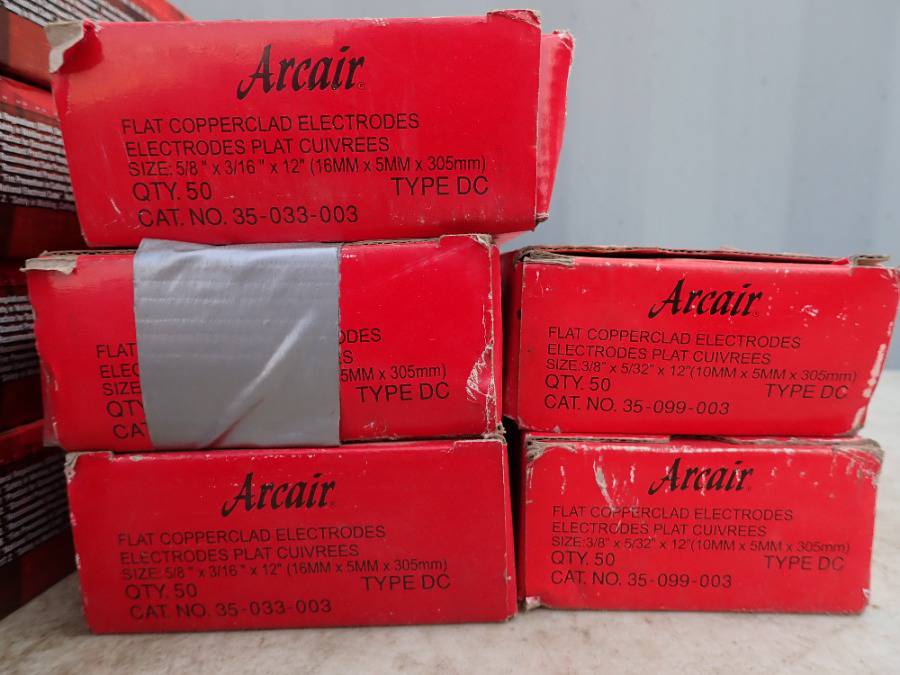 Arcair
FLAT COPPERCLAD ELECTRODES
ELECTRODES PLAT CUIVREES
SIZE: 5/8" x 3/16" x 12" (16MM x 5MM x 305mm)
QTY. 50 TYPE DC
CAT. NO. 35-033-003
FLAT
5MM x 305mm)
TYPE DC
Arcair
FLAT COPPERCLAD ELECTRODES
ELECTRODES PLAT CUIVREES
SIZE: 5/8" x 3/16" x 12" (16MM x 5MM x 305mm)
QTY. 50 TYPE DC
CAT. NO. 35-033-003
Arcair
FLAT COPPERCLAD ELECTRODES
ELECTRODES PLAT CUIVREES
SIZE:3/8" x 5/32" x 12"(10MM x 5MM x 305mm)
QTY. 50 TYPE DC
CAT. NO. 35-099-003
Arcair
FLAT COPPERCLAD ELECTRODES
ELECTRODES PLAT CUIVREES
SIZE:3/8" x 5/32" x 12"(10MM x 5MM x 305mm)
QTY. 50 TYPE DC
CAT. NO. 35-099-003